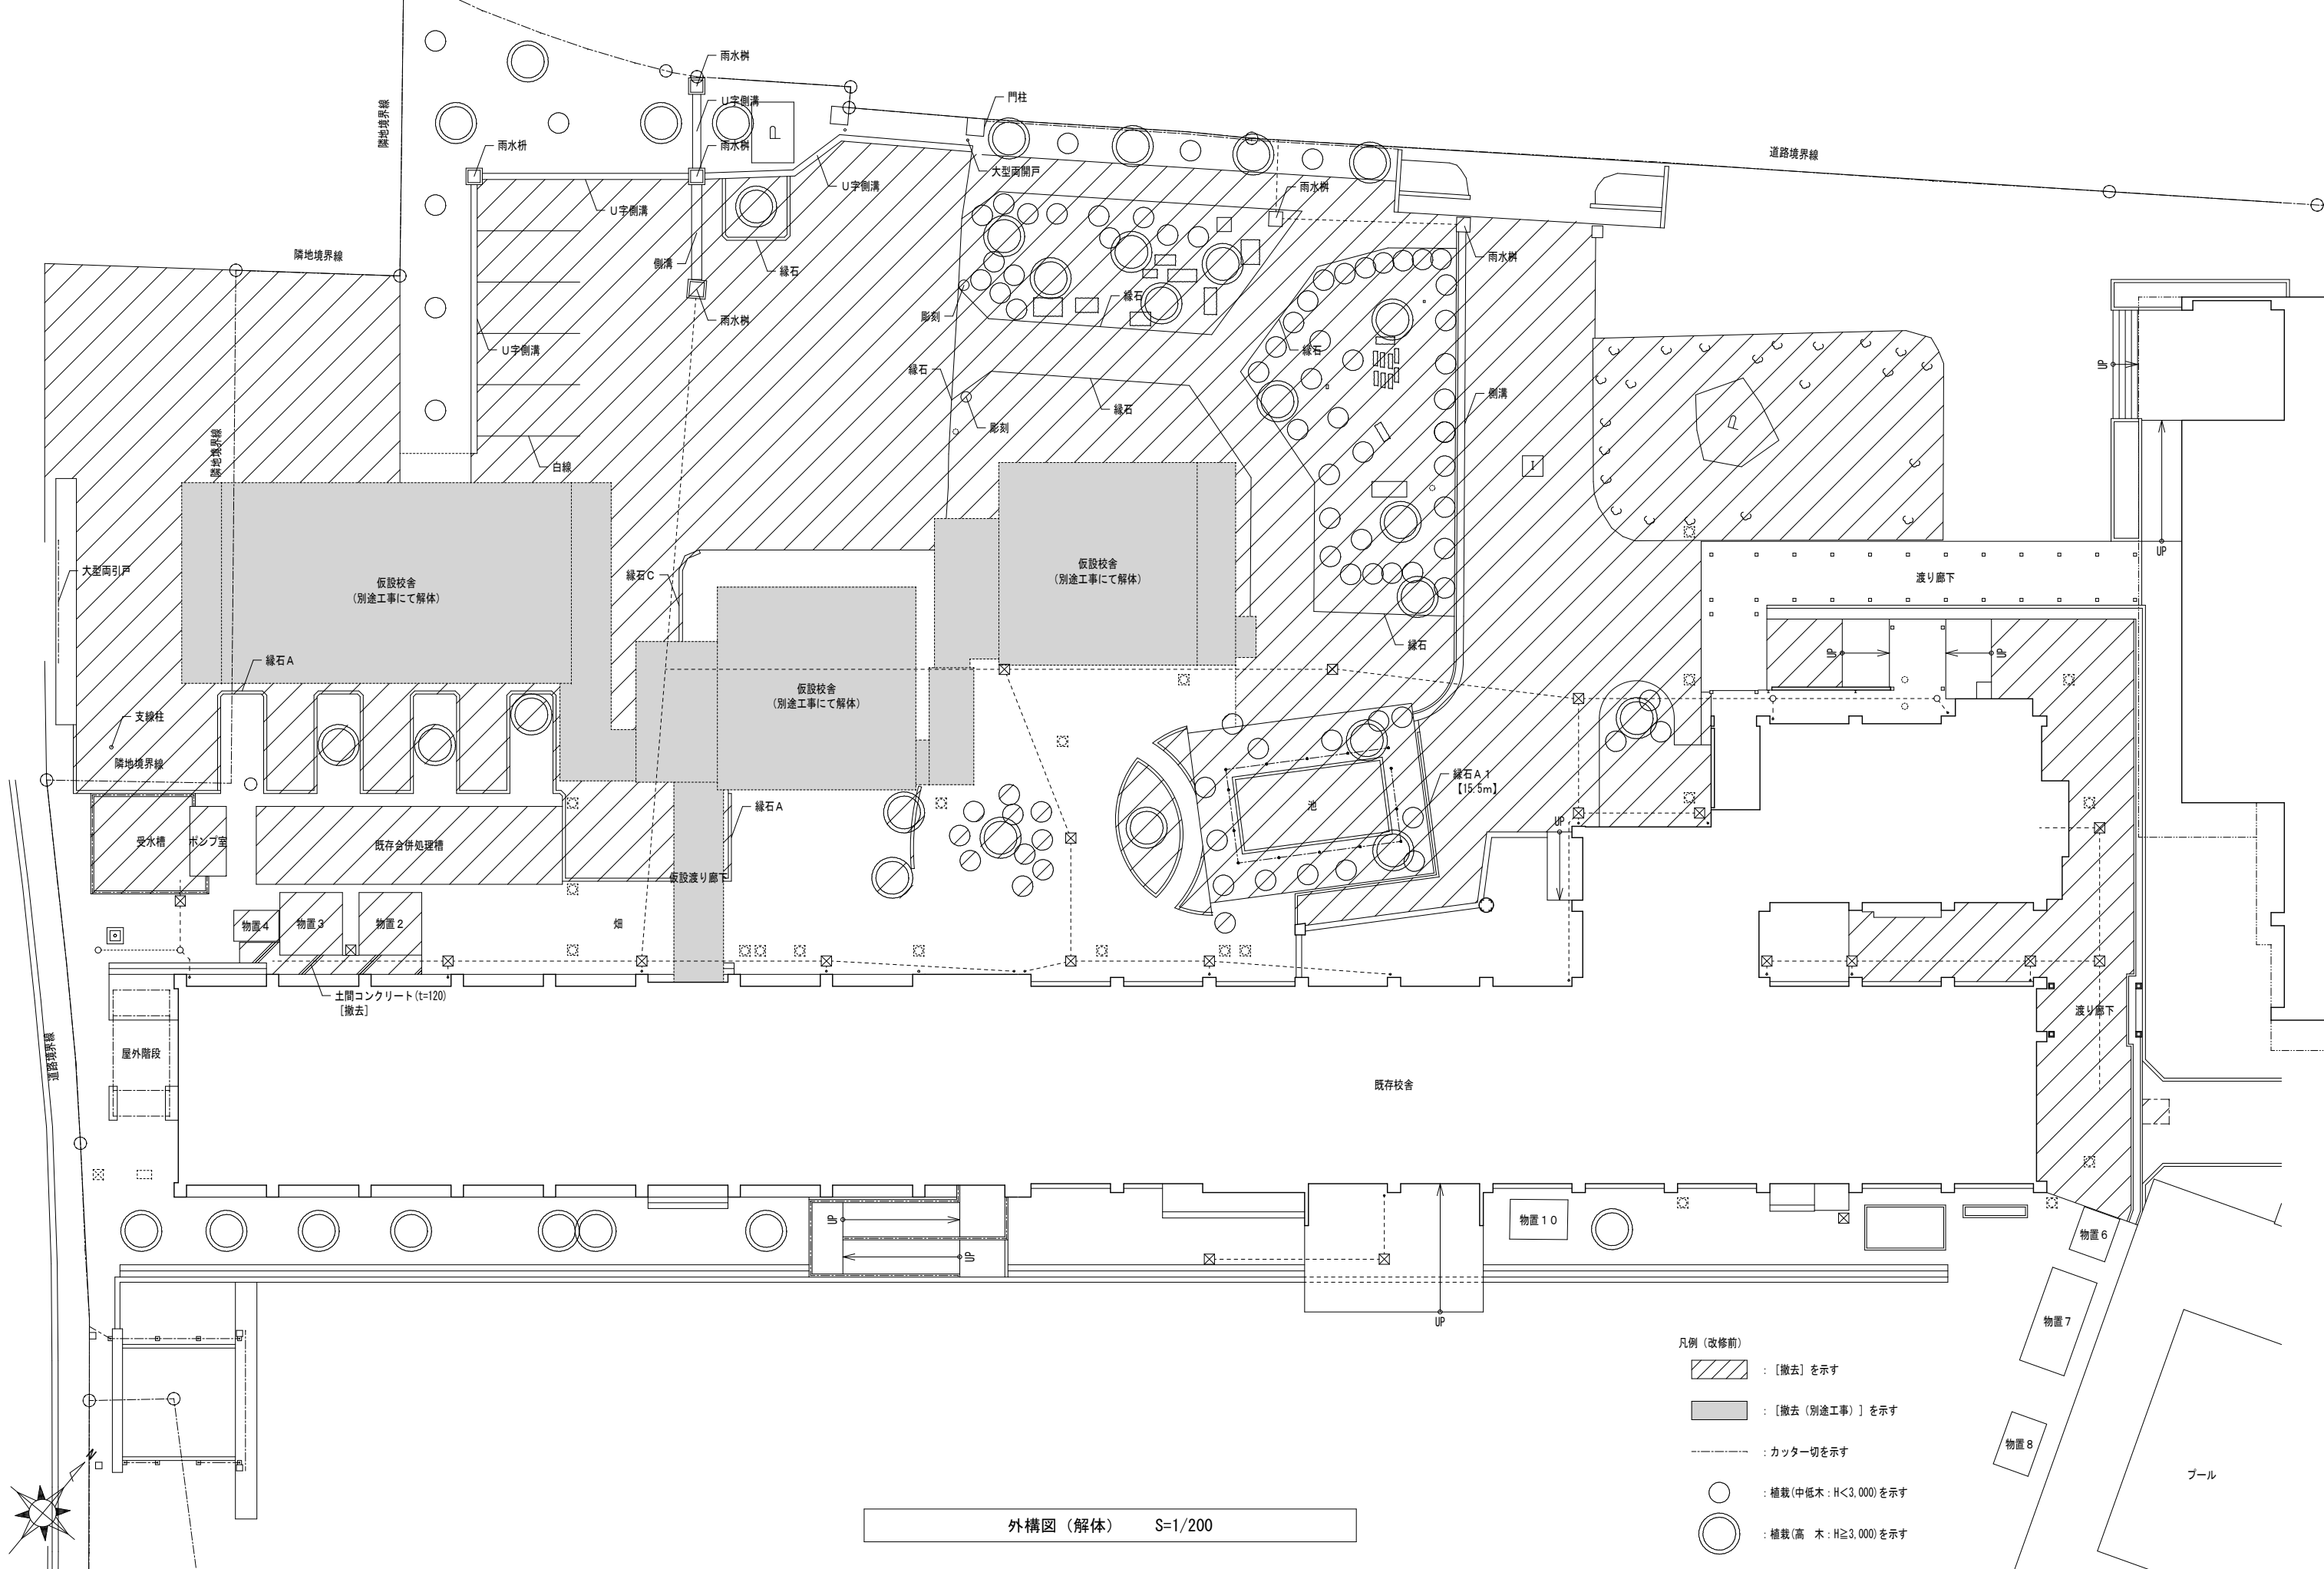 雨水桝
Ｕ字側溝
門柱
隣地境界線
雨水枡
雨水桝
Ｐ
道路境界線
大型両開戸
Ｕ字側溝
雨水桝
Ｕ字側溝
隣地境界線
側溝
縁石
雨水桝
縁石
彫刻
雨水桝
Ｕ字側溝
縁石
縁石
UP
縁石
側溝
彫刻
P
隣地境界線
白線
I
UP
大型両引戸
仮設校舎
(別途工事にて解体)
縁石Ｃ
仮設校舎
(別途工事にて解体)
渡り廊下
縁石
UP
UP
縁石Ａ
仮設校舎
(別途工事にて解体)
支線柱
隣地境界線
縁石Ａ１
【15.5m】
縁石Ａ
池
UP
受水槽
ポンプ室
既存合併処理槽
仮設渡り廊下
物置４
物置３
物置２
畑
土間コンクリート(t=120)
[撤去]
渡り廊下
道路境界線
屋外階段
既存校舎
UP
UP
物置１０
物置６
UP
物置７
凡例（改修前）
：［撤去］を示す
：［撤去（別途工事）］を示す
物置８
：カッター切を示す
プール
N
：植栽(中低木：H＜3,000)を示す
外構図（解体）　S=1/200
：植栽(高　木：H≧3,000)を示す